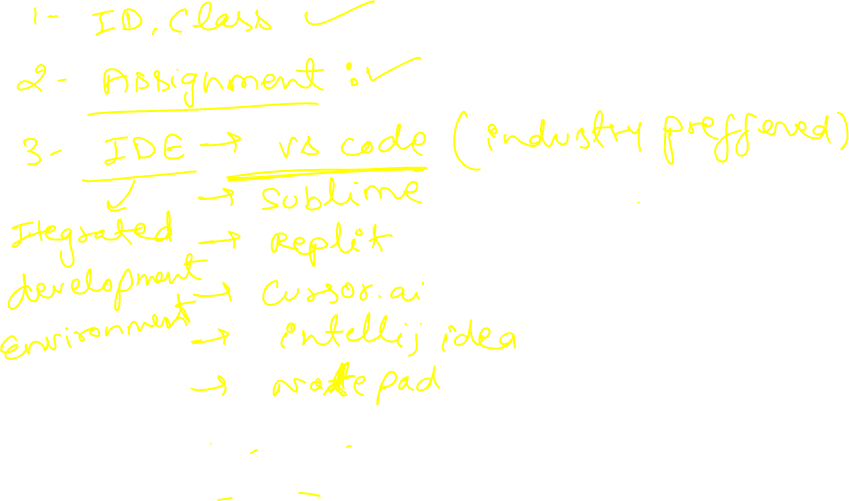 1- ID, Class ✓
2- Assignment :✓
3- IDE → vs code (industry preffered)
→ Sublime
Itegrated → Replit
development → Cursor.ai
Environment → intellij idea
→ Notepad